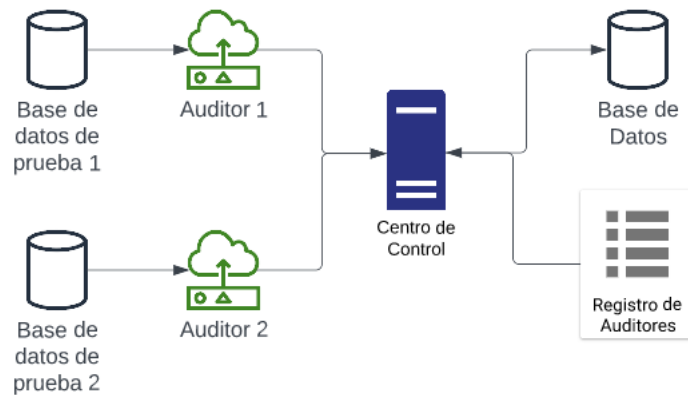 Base de
datos de
prueba 1
Auditor 1
Centro de
Control
Base de
Datos
Registro de
Auditores
Base de
datos de
prueba 2
Auditor 2